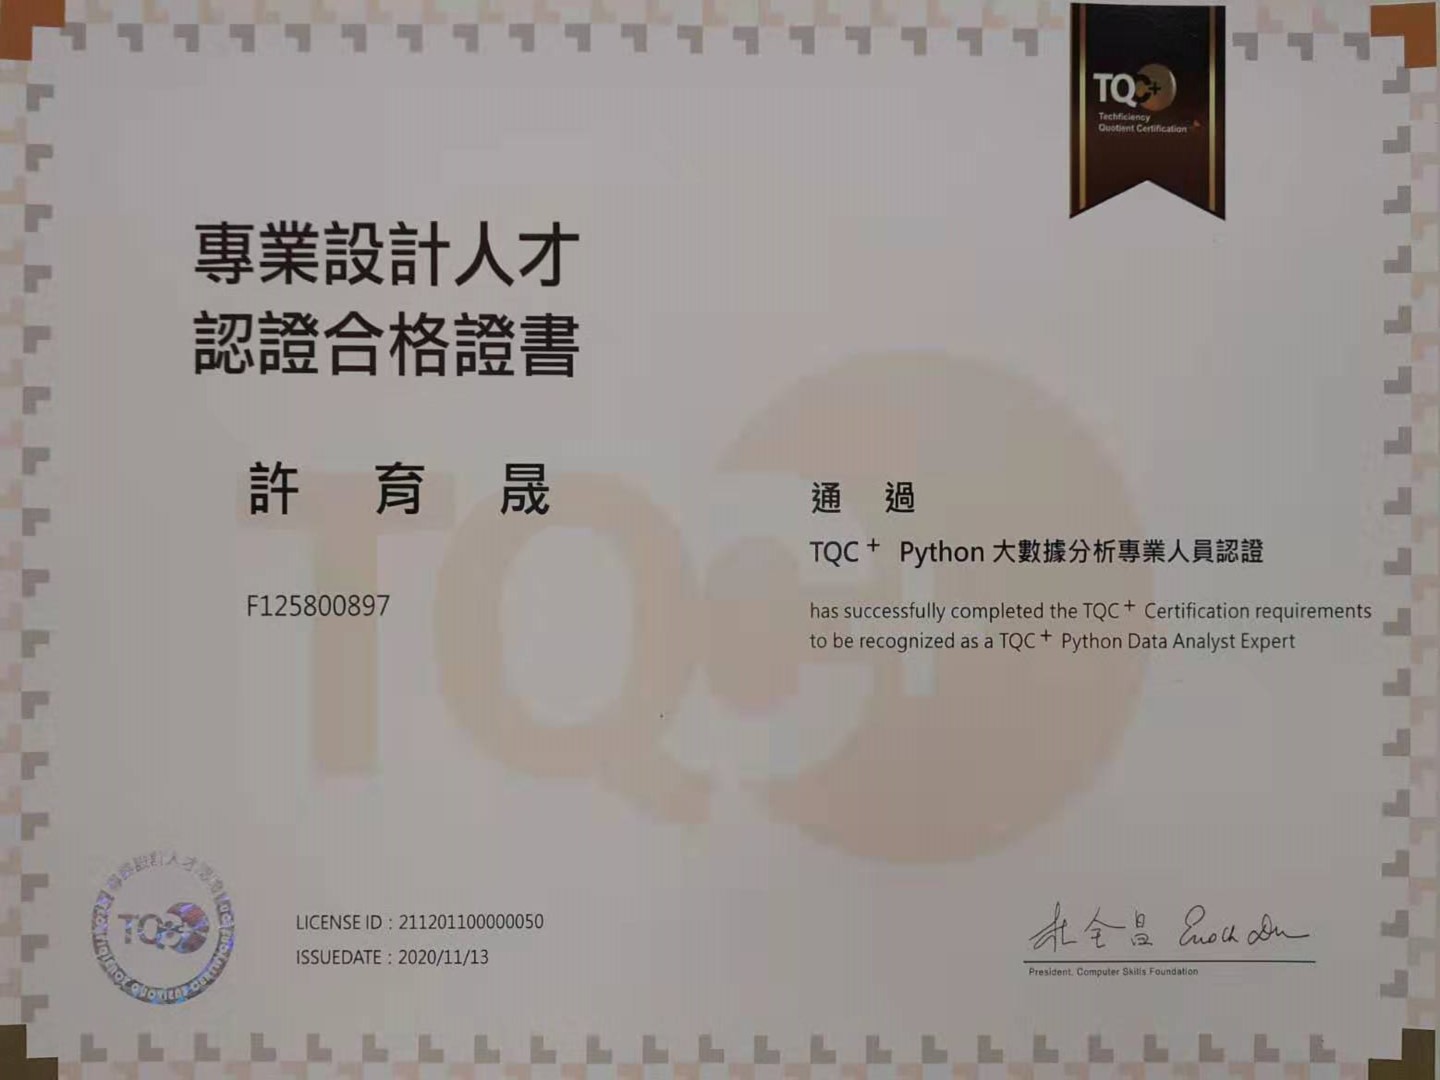 TQC+
Techficiency
Quotient Certification
專業設計人才
認證合格證書
許育晟
F125800897
通過
TQC+ Python 大數據分析專業人員認證
has successfully completed the TQC+ Certification requirements
to be recognized as a TQC+ Python Data Analyst Expert
專業設計人才認證
TQC+
LICENSE ID : 211201100000050
ISSUEDATE : 2020/11/13
杜全昌 Enoch Du
President, Computer Skills Foundation